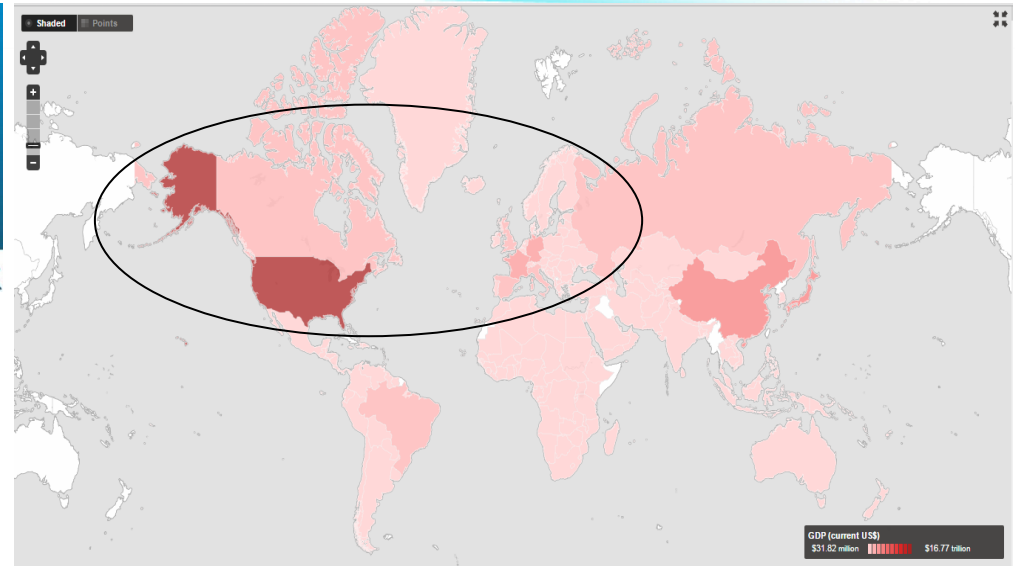 Shaded Points
+
-
GDP (current US$)
$31.82 million $16.77 trillion